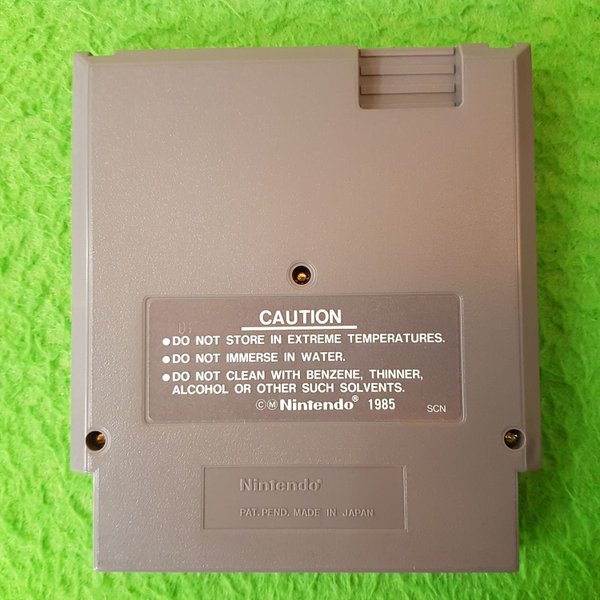 CAUTION
●DO NOT STORE IN EXTREME TEMPERATURES.
●DO NOT IMMERSE IN WATER.
●DO NOT CLEAN WITH BENZENE, THINNER,
ALCOHOL OR OTHER SUCH SOLVENTS.
©Ⓜ Nintendo® 1985 SCN
Nintendo®
PAT. PEND. MADE IN JAPAN